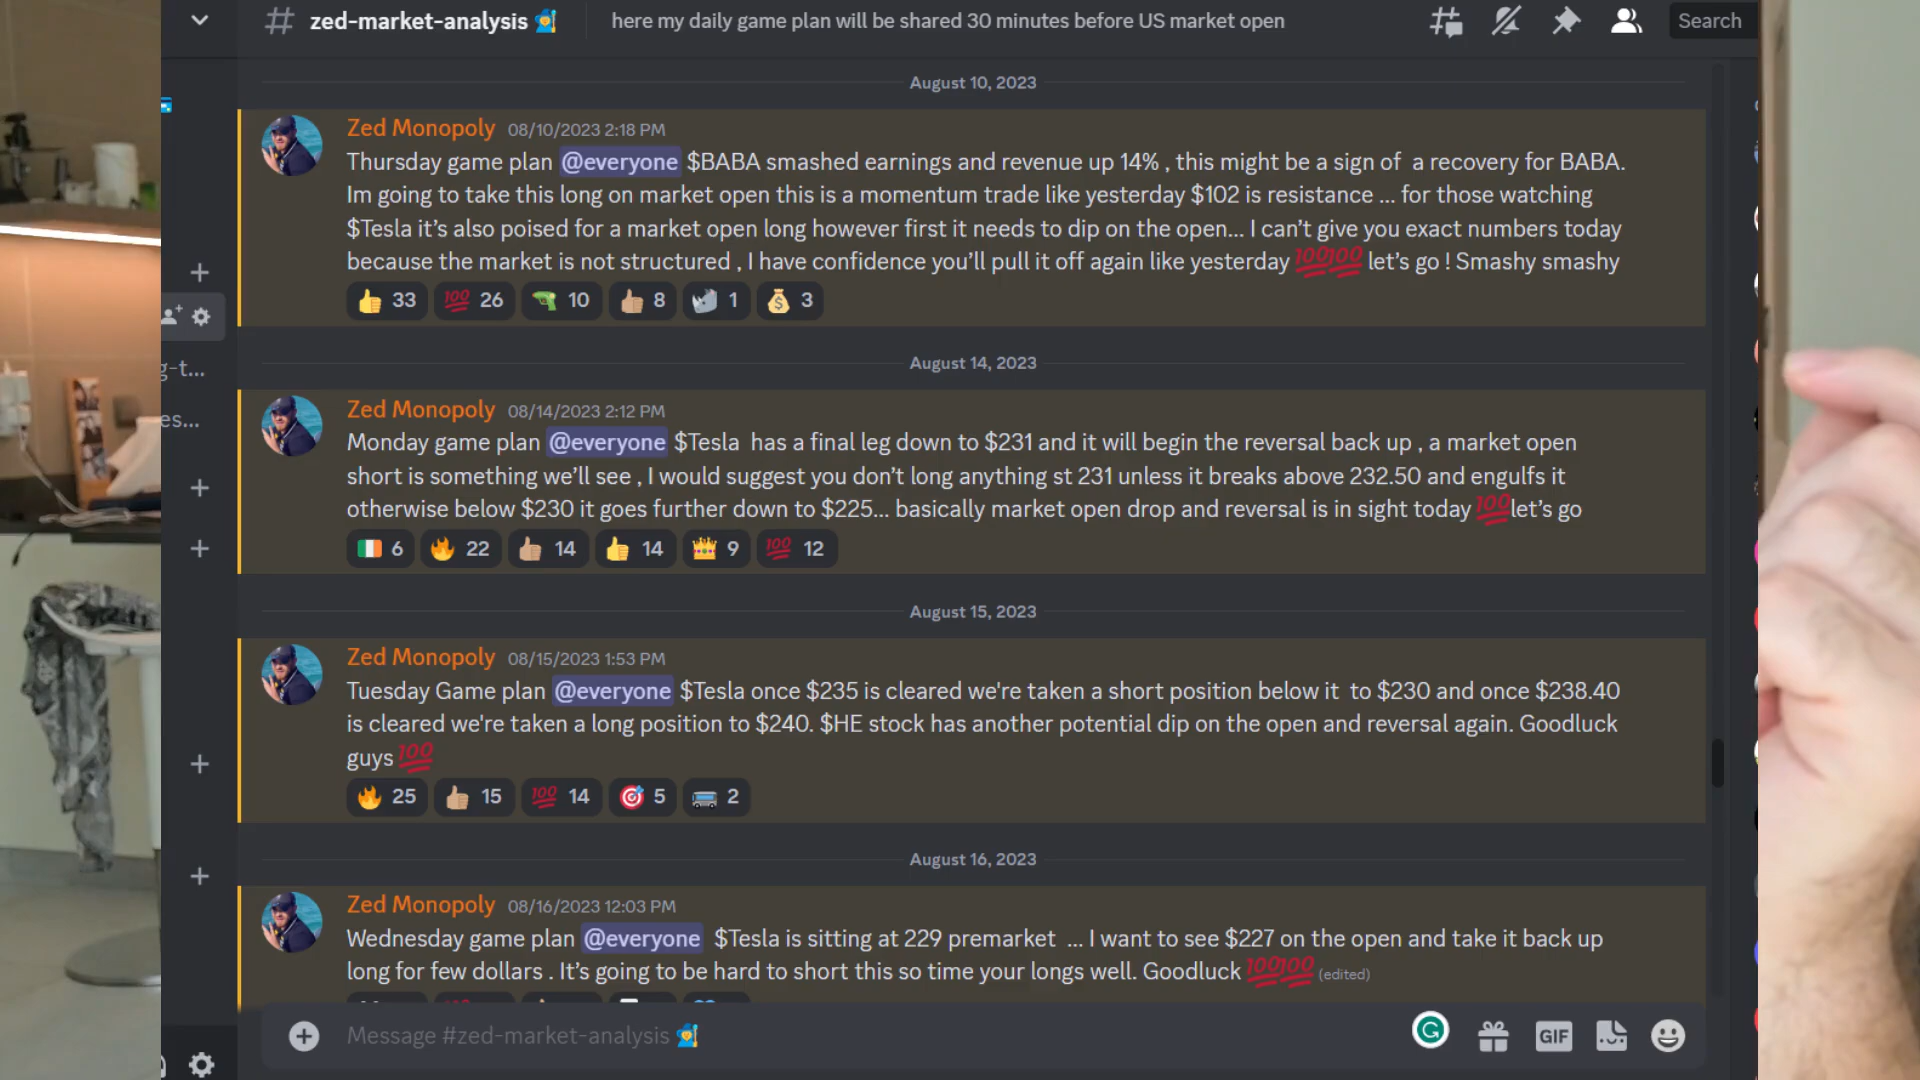 zed-market-analysis
here my daily game plan will be shared 30 minutes before US market open
Search
August 10, 2023
Zed Monopoly 08/10/2023 2:18 PM
Thursday game plan @everyone $BABA smashed earnings and revenue up 14% , this might be a sign of a recovery for BABA.
Im going to take this long on market open this is a momentum trade like yesterday $102 is resistance ... for those watching
$Tesla it's also poised for a market open long however first it needs to dip on the open... I can't give you exact numbers today
because the market is not structured , I have confidence you'll pull it off again like yesterday 💯💯 let's go ! Smashy smashy
33 26 10 8 1 3
August 14, 2023
Zed Monopoly 08/14/2023 2:12 PM
Monday game plan @everyone $Tesla has a final leg down to $231 and it will begin the reversal back up , a market open
short is something we'll see , I would suggest you don't long anything st 231 unless it breaks above 232.50 and engulfs it
otherwise below $230 it goes further down to $225... basically market open drop and reversal is in sight today 💯let's go
6 22 14 14 9 12
August 15, 2023
Zed Monopoly 08/15/2023 1:53 PM
Tuesday Game plan @everyone $Tesla once $235 is cleared we're taken a short position below it to $230 and once $238.40
is cleared we're taken a long position to $240. $HE stock has another potential dip on the open and reversal again. Goodluck
guys 💯
25 15 14 5 2
August 16, 2023
Zed Monopoly 08/16/2023 12:03 PM
Wednesday game plan @everyone $Tesla is sitting at 229 premarket ... I want to see $227 on the open and take it back up
long for few dollars . It's going to be hard to short this so time your longs well. Goodluck 💯💯 (edited)
Message #zed-market-analysis
GIF